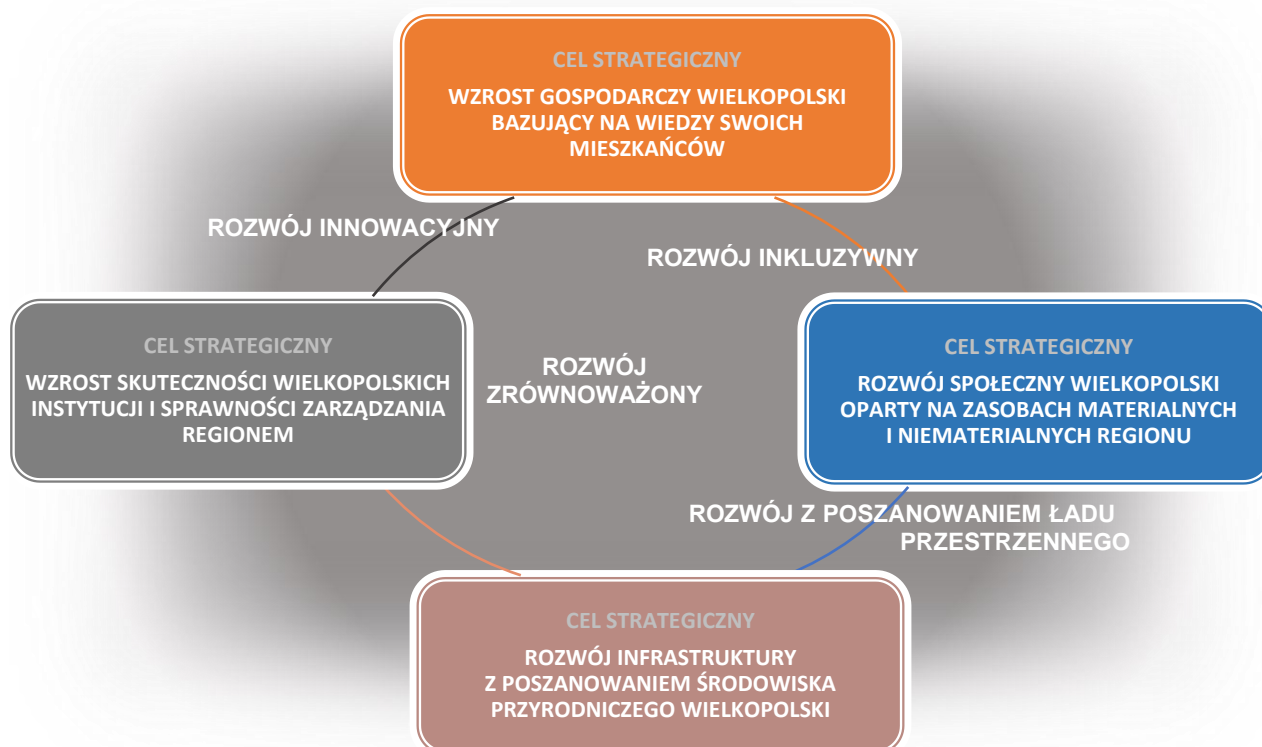 CEL STRATEGICZNY
WZROST GOSPODARCZY WIELKOPOLSKI
BAZUJĄCY NA WIEDZY SWOICH
MIESZKAŃCÓW
ROZWÓJ INNOWACYJNY
ROZWÓJ INKLUZYWNY
CEL STRATEGICZNY
WZROST SKUTECZNOŚCI WIELKOPOLSKICH
INSTYTUCJI I SPRAWNOŚCI ZARZĄDZANIA
REGIONEM
ROZWÓJ
ZRÓWNOWAŻONY
CEL STRATEGICZNY
ROZWÓJ SPOŁECZNY WIELKOPOLSKI
OPARTY NA ZASOBACH MATERIALNYCH
I NIEMATERIALNYCH REGIONU
ROZWÓJ Z POSZANOWANIEM ŁADU
PRZESTRZENNEGO
CEL STRATEGICZNY
ROZWÓJ INFRASTRUKTURY
Z POSZANOWANIEM ŚRODOWISKA
PRZYRODNICZEGO WIELKOPOLSKI